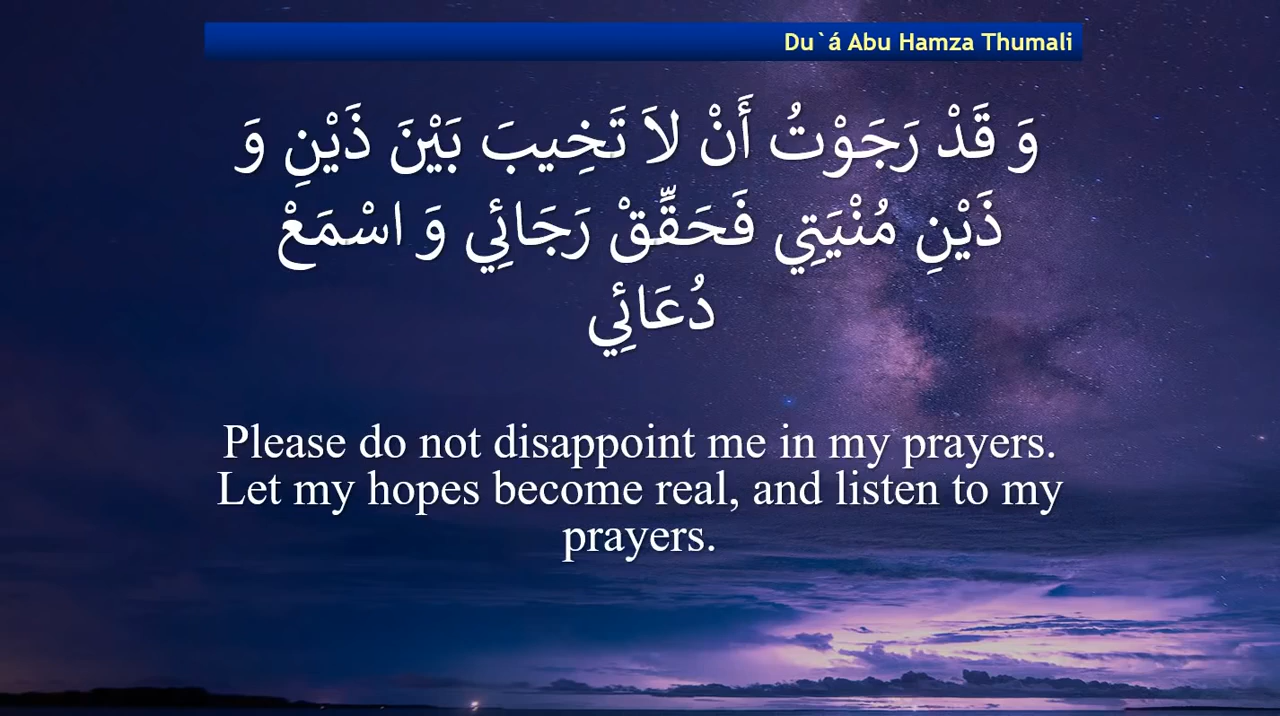 Du`á Abu Hamza Thumali
وَ قَدْ رَجَوْتُ أَنْ لاَ تَخِيبَ بَيْنَ ذَيْنِ وَ
ذَيْنِ مُنْيَتِي فَحَقِّقْ رَجَائِي وَ اسْمَعْ
دُعَائِي
Please do not disappoint me in my prayers.
Let my hopes become real, and listen to my
prayers.